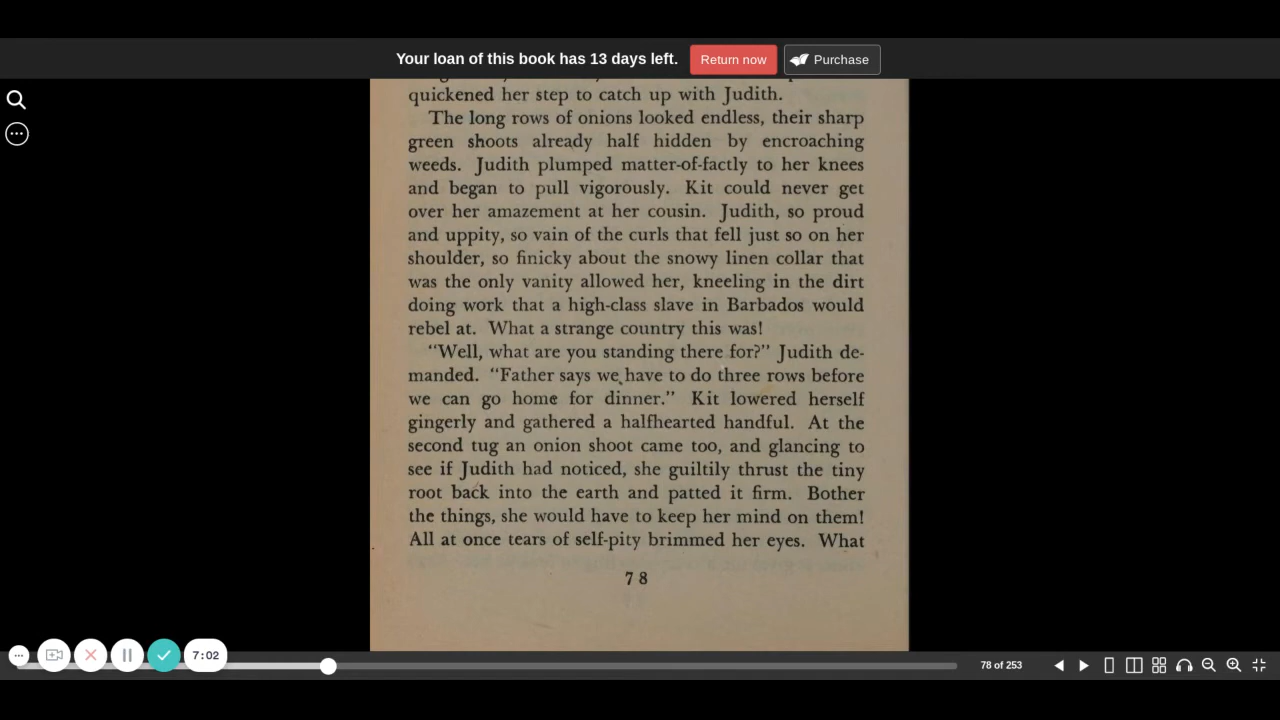 Your loan of this book has 13 days left.
Return now
Purchase
quickened her step to catch up with Judith.
The long rows of onions looked endless, their sharp
green shoots already half hidden by encroaching
weeds. Judith plumped matter-of-factly to her knees
and began to pull vigorously. Kit could never get
over her amazement at her cousin. Judith, so proud
and uppity, so vain of the curls that fell just so on her
shoulder, so finicky about the snowy linen collar that
was the only vanity allowed her, kneeling in the dirt
doing work that a high-class slave in Barbados would
rebel at. What a strange country this was!
"Well, what are you standing there for?" Judith de-
manded. "Father says we have to do three rows before
we can go home for dinner." Kit lowered herself
gingerly and gathered a halfhearted handful. At the
second tug an onion shoot came too, and glancing to
see if Judith had noticed, she guiltily thrust the tiny
root back into the earth and patted it firm. Bother
the things, she would have to keep her mind on them!
All at once tears of self-pity brimmed her eyes. What
78
7:02
78 of 253